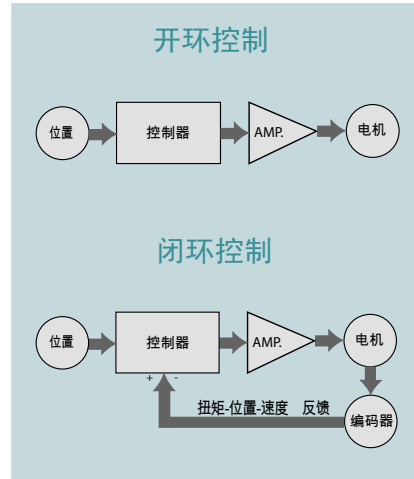 开环控制
位置 控制器 AMP. 电机
闭环控制
位置 控制器 AMP. 电机
+ -
扭矩-位置-速度 反馈 编码器